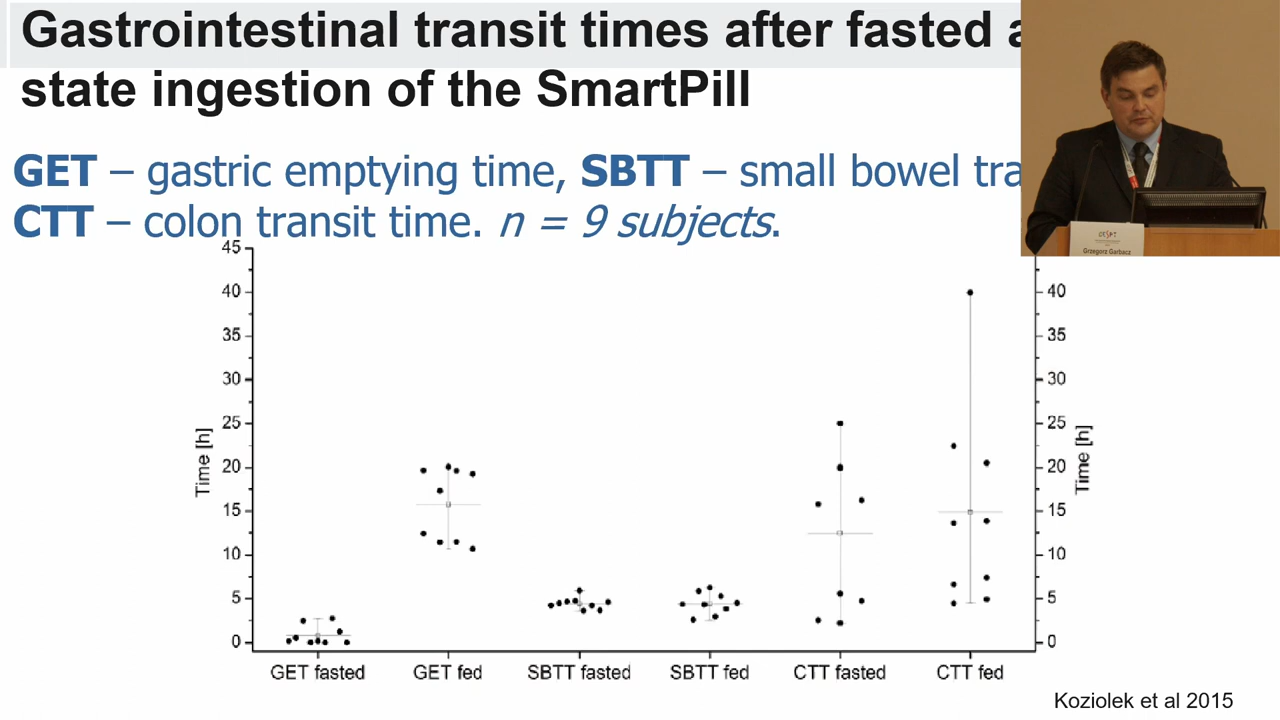 Gastrointestinal transit times after fasted a
state ingestion of the SmartPill
GET – gastric emptying time, SBTT – small bowel tra
CTT – colon transit time. n = 9 subjects.
45
40
35
30
25
20
15
10
5
0
Time [h]
40
35
30
25
20
15
10
5
0
Time [h]
GET fasted GET fed SBTT fasted SBTT fed CTT fasted CTT fed
Koziolek et al 2015
Grzegorz Garbacz